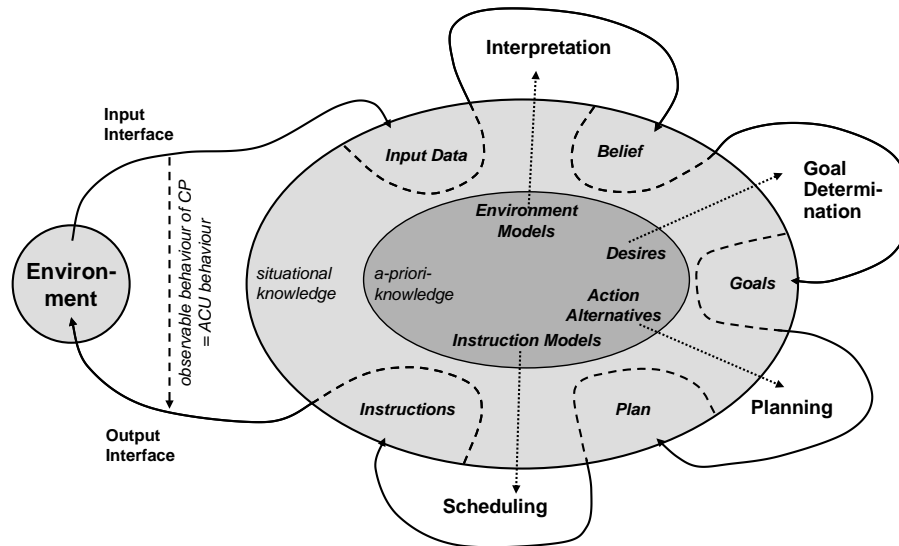 Interpretation
Input
Interface
Input Data
Belief
Goal
Determi-
nation
Environment
Models
Desires
Environ-
ment
observable behaviour of CP
= ACU behaviour
situational
knowledge
a-priori-
knowledge
Goals
Action
Alternatives
Instruction Models
Instructions
Plan
Planning
Output
Interface
Scheduling